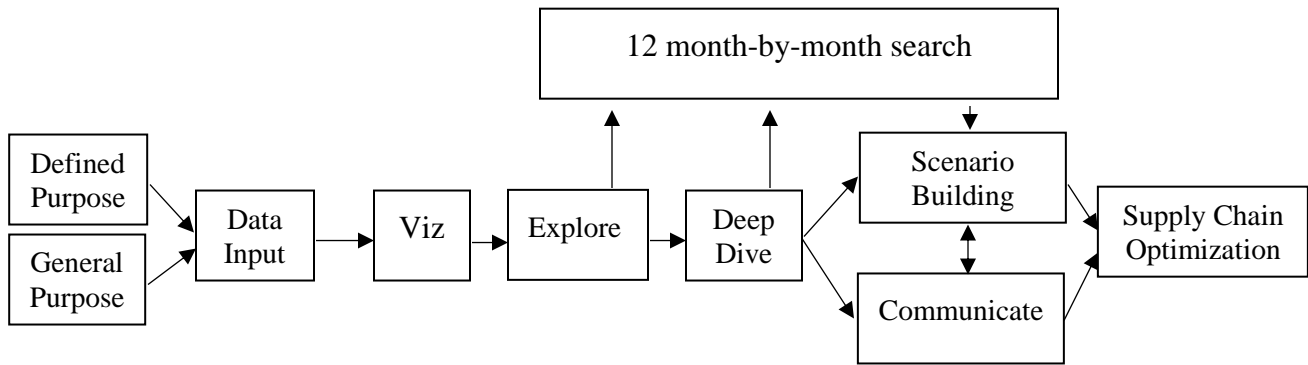 12 month-by-month search
Defined
Purpose
General
Purpose
Data
Input
Viz
Explore
Deep
Dive
Scenario
Building
Communicate
Supply Chain
Optimization